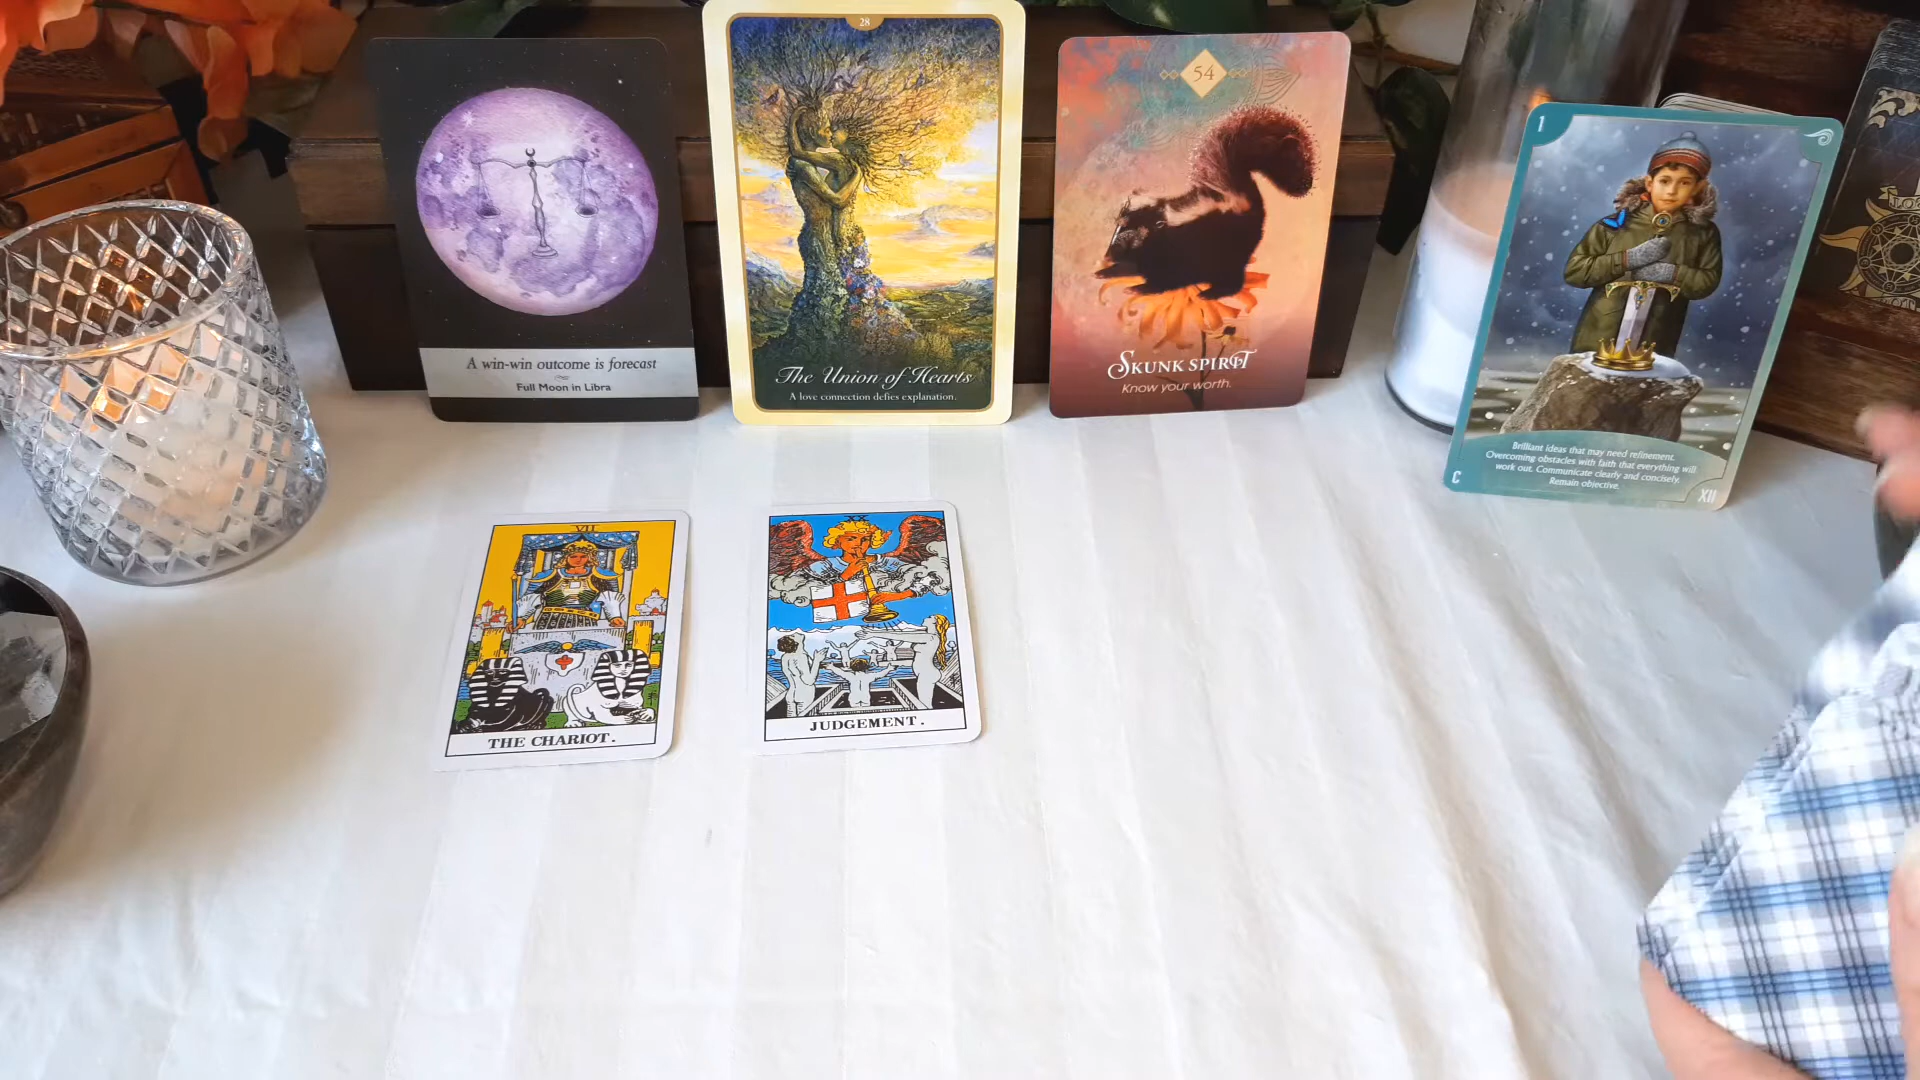 A win-win outcome is forecast
Full Moon in Libra
28
The Union of Hearts
A love connection defies explanation.
54
SKUNK SPIRIT
Know your worth.
1
Brilliant ideas that may need refinement.
Overcoming obstacles with faith that everything will
work out. Communicate clearly and concisely.
Remain objective.
C
XII
VII
THE CHARIOT.
XX
JUDGEMENT.